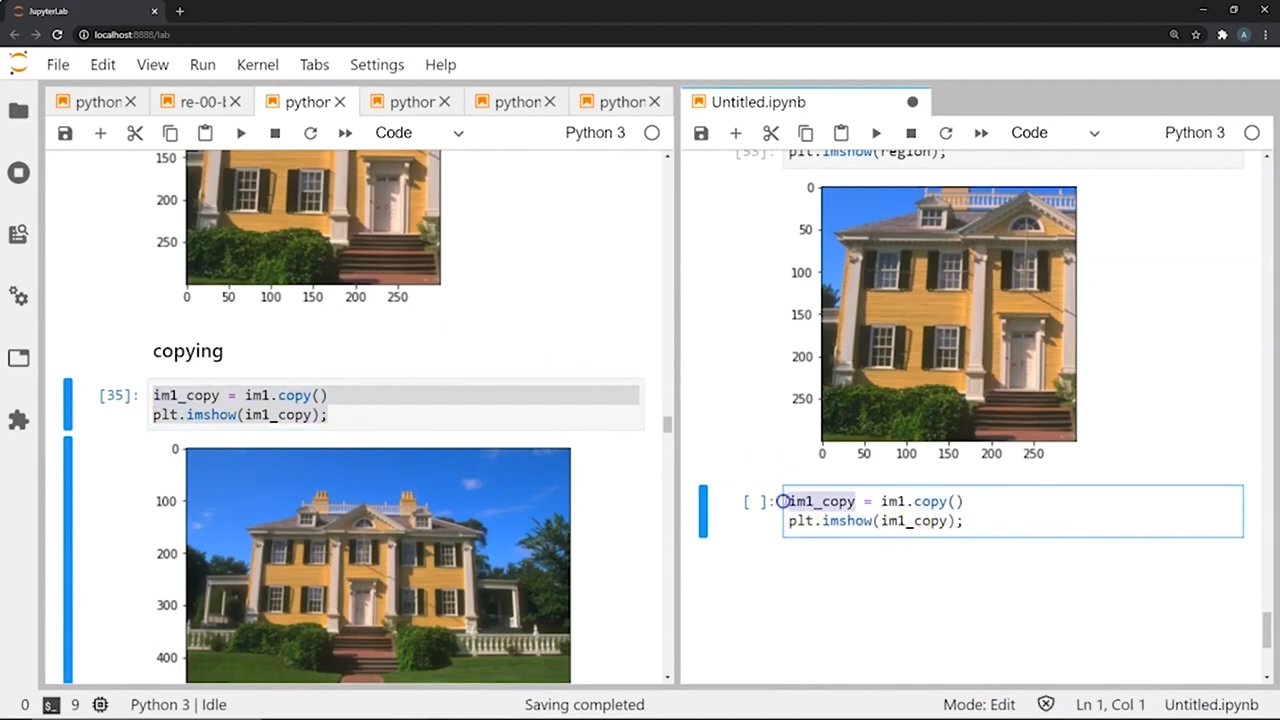 JupyterLab
localhost:8888/lab
A
File Edit View Run Kernel Tabs Settings Help
python re-00-b python python python python
Code Python 3
150
200
250
0 50 100 150 200 250
copying
[35]: im1_copy = im1.copy()
plt.imshow(im1_copy);
0
100
200
300
400
Untitled.ipynb
Code Python 3
[53]: plt.imshow(region);
0
50
100
150
200
250
0 50 100 150 200 250
[ ]: im1_copy = im1.copy()
plt.imshow(im1_copy);
0 $_ 9 Python 3 | Idle Saving completed Mode: Edit Ln 1, Col 1 Untitled.ipynb